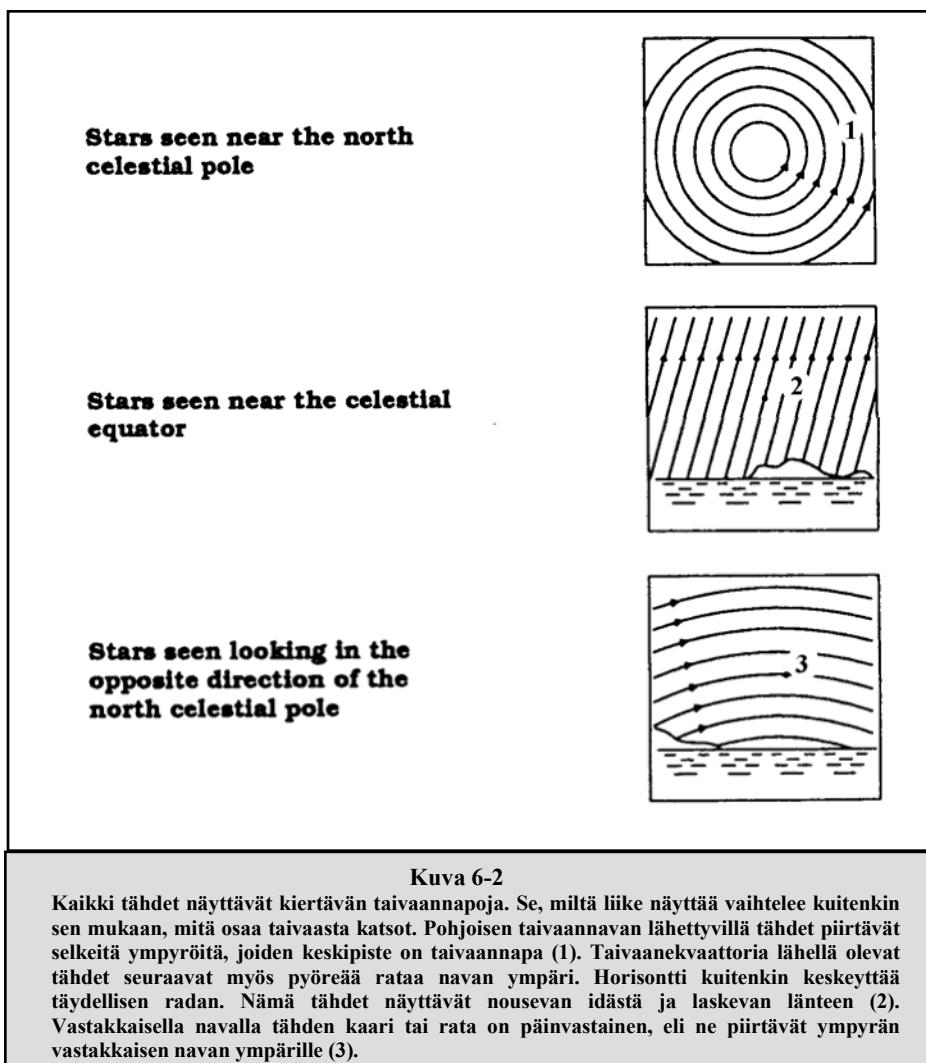 Stars seen near the north
celestial pole
1
Stars seen near the celestial
equator
2
Stars seen looking in the
opposite direction of the
north celestial pole
3
Kuva 6-2
Kaikki tähdet näyttävät kiertävän taivaannapoja. Se, miltä liike näyttää vaihtelee kuitenkin
sen mukaan, mitä osaa taivaasta katsot. Pohjoisen taivaannavan lähettyvillä tähdet piirtävät
selkeitä ympyröitä, joiden keskipiste on taivaannapa (1). Taivaanekvaattoria lähellä olevat
tähdet seuraavat myös pyöreää rataa navan ympäri. Horisontti kuitenkin keskeyttää
täydellisen radan. Nämä tähdet näyttävät nousevan idästä ja laskevan länteen (2).
Vastakkaisella navalla tähden kaari tai rata on päinvastainen, eli ne piirtävät ympyrän
vastakkaisen navan ympärille (3).